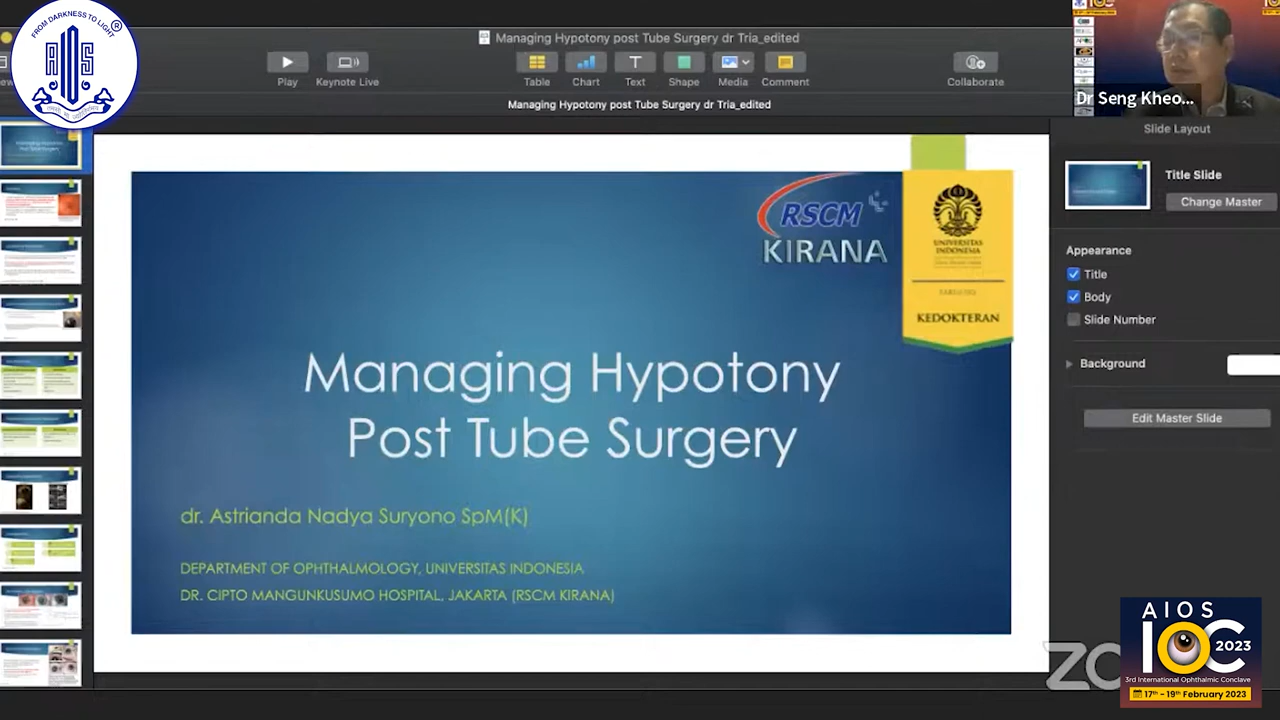 FROM DARKNESS TO LIGHT
®
AIOS
Managing Hypotony post Tube Surgery dr Tria_edited
Play
Keynote Live
Table
Chart
Text
Shape
Media
Comment
Collaborate
Managing Hypotony post Tube Surgery dr Tria_edited
Dr Seng Kheo...
Slide Layout
Title Slide
Change Master
Appearance
Title
Body
Slide Number
Background
Edit Master Slide
RSCM
KIRANA
UNIVERSITAS
INDONESIA
KEDOKTERAN
Managing Hypotony
Post Tube Surgery
dr. Astrianda Nadya Suryono SpM(K)
DEPARTMENT OF OPHTHALMOLOGY, UNIVERSITAS INDONESIA
DR. CIPTO MANGUNKUSUMO HOSPITAL, JAKARTA (RSCM KIRANA)
AIOS
IOC 2023
3rd International Ophthalmic Conclave
17th - 19th February 2023